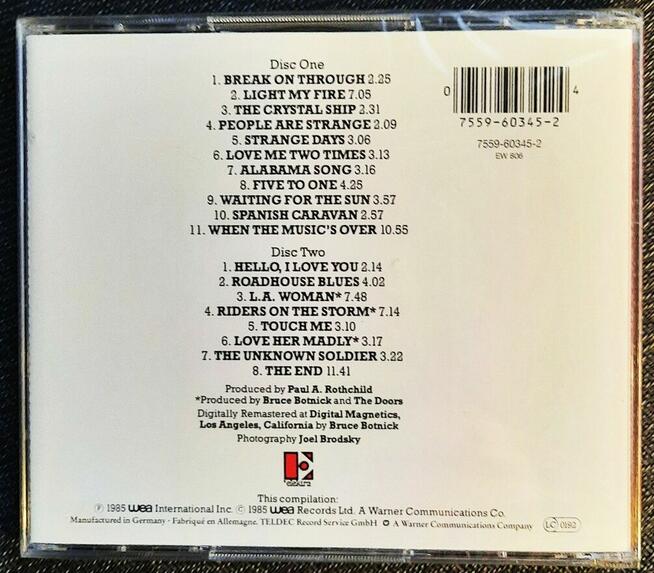 Disc One
1. BREAK ON THROUGH 2.25
2. LIGHT MY FIRE 7.05
3. THE CRYSTAL SHIP 2.31
4. PEOPLE ARE STRANGE 2.09
5. STRANGE DAYS 3.06
6. LOVE ME TWO TIMES 3.13
7. ALABAMA SONG 3.16
8. FIVE TO ONE 4.25
9. WAITING FOR THE SUN 3.57
10. SPANISH CARAVAN 2.57
11. WHEN THE MUSIC'S OVER 10.55
Disc Two
1. HELLO, I LOVE YOU 2.14
2. ROADHOUSE BLUES 4.02
3. L.A. WOMAN* 7.48
4. RIDERS ON THE STORM* 7.14
5. TOUCH ME 3.10
6. LOVE HER MADLY* 3.17
7. THE UNKNOWN SOLDIER 3.22
8. THE END 11.41
Produced by Paul A. Rothchild
*Produced by Bruce Botnick and The Doors
Digitally Remastered at Digital Magnetics,
Los Angeles, California by Bruce Botnick
Photography Joel Brodsky
elektra
This compilation:
℗ 1985 wea International Inc. © 1985 wea Records Ltd. A Warner Communications Co.
Manufactured in Germany · Fabriqué en Allemagne. TELDEC Record Service GmbH A Warner Communications Company
LC 0192
0 4
7559-60345-2
7559-60345-2
EW 806